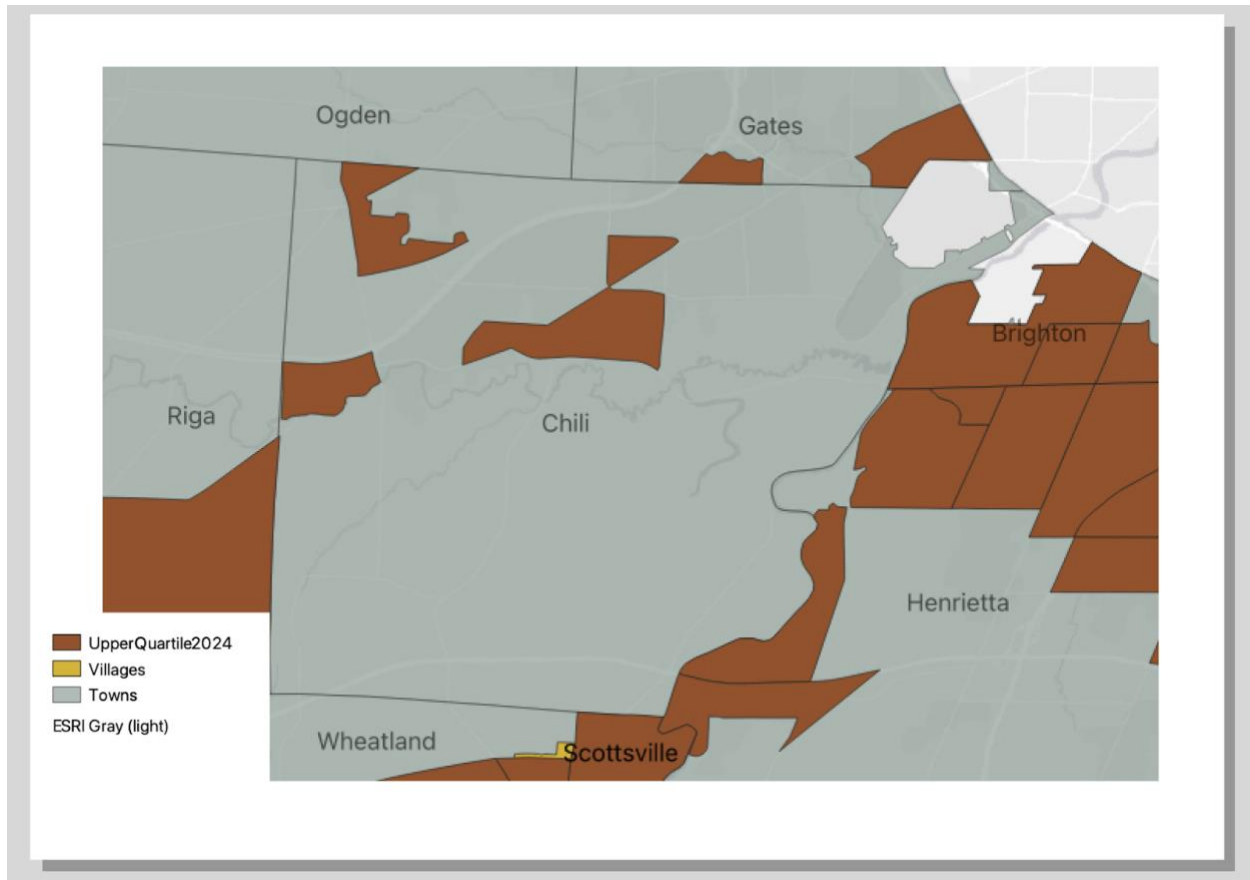 Ogden
Gates
Brighton
Riga
Chili
Henrietta
UpperQuartile2024
Villages
Towns
ESRI Gray (light)
Wheatland
Scottsville